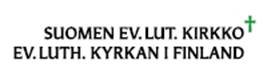 SUOMEN EV. LUT. KIRKKO
EV. LUTH. KYRKAN I FINLAND